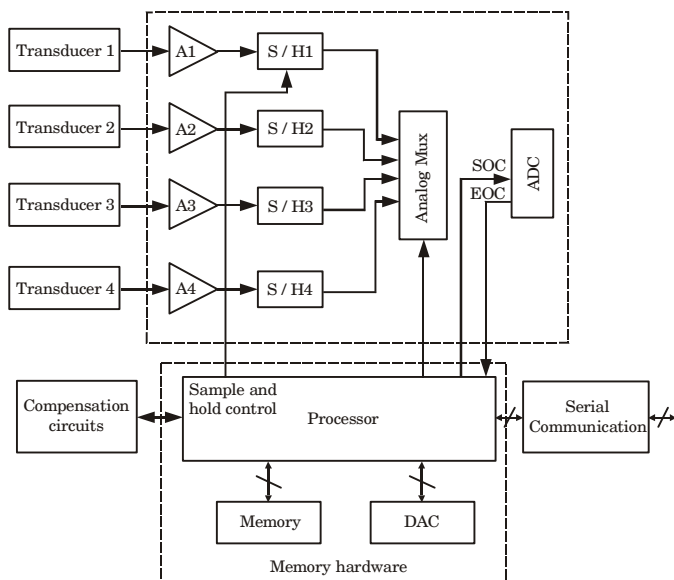 Transducer 1
A1
S / H1
Transducer 2
A2
S / H2
Transducer 3
A3
S / H3
Transducer 4
A4
S / H4
Analog Mux
SOC
EOC
ADC
Compensation
circuits
Sample and
hold control
Processor
Serial
Communication
Memory
DAC
Memory hardware